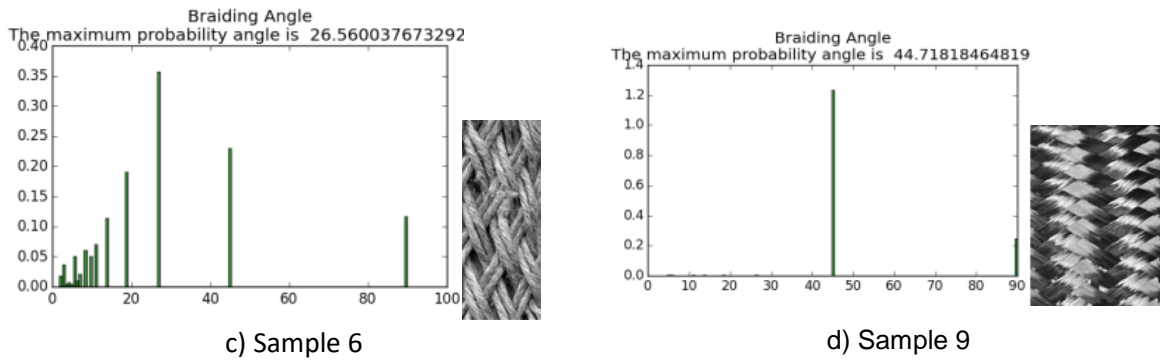 Braiding Angle
The maximum probability angle is 26.560037673292
0.40
0.35
0.30
0.25
0.20
0.15
0.10
0.05
0.00
0 20 40 60 80 100
c) Sample 6
Braiding Angle
The maximum probability angle is 44.71818464819
1.4
1.2
1.0
0.8
0.6
0.4
0.2
0.0
0 10 20 30 40 50 60 70 80 90
d) Sample 9